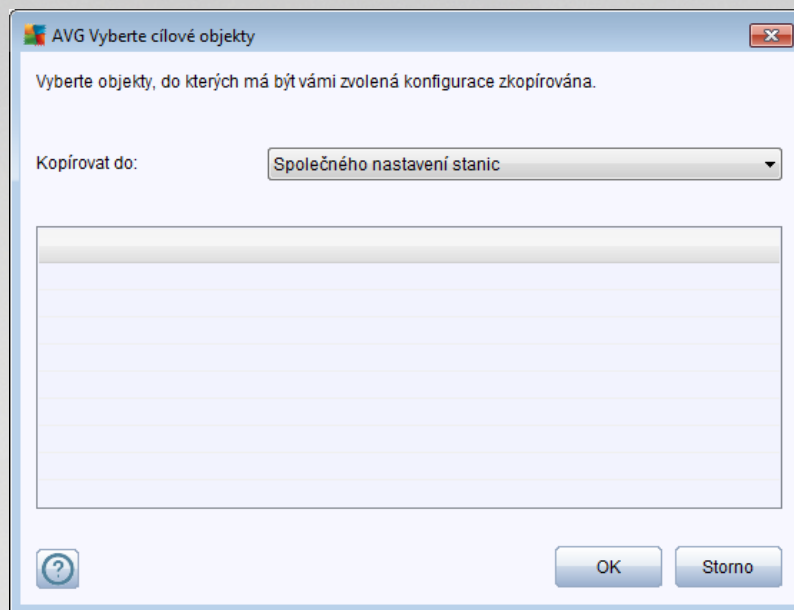 AVG Vyberte cílové objekty
Vyberte objekty, do kterých má být vámi zvolená konfigurace zkopírována.
Kopírovat do:
Společného nastavení stanic
?
OK
Storno